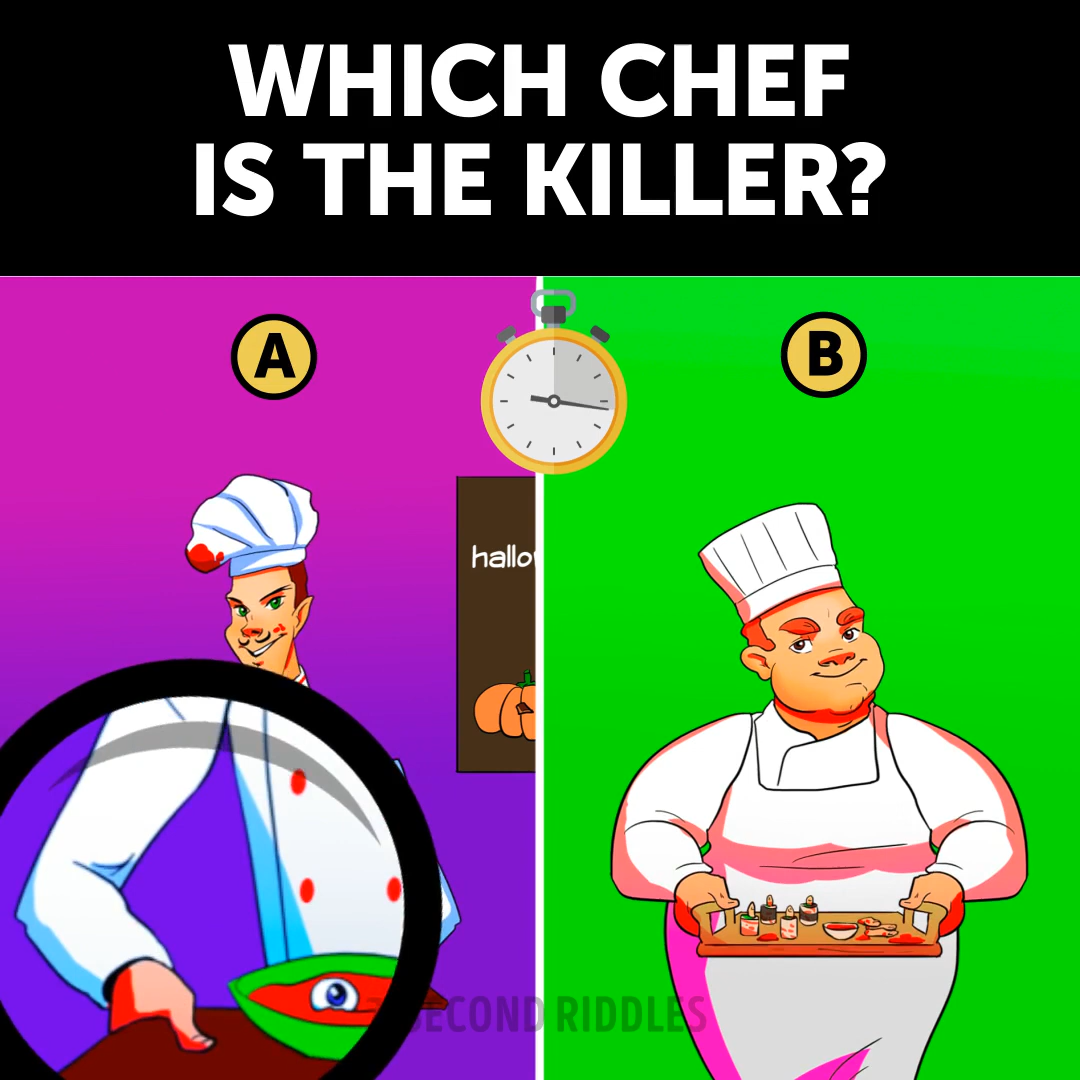 WHICH CHEF
IS THE KILLER?
A
B
hallo
SECOND RIDDLES